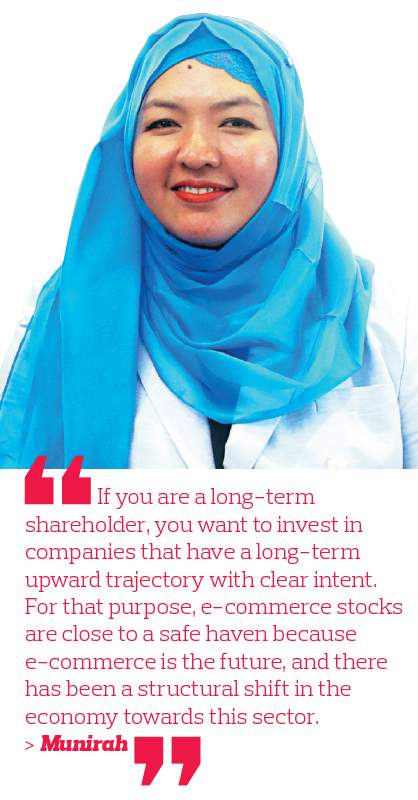 “ If you are a long-term
shareholder, you want to invest in
companies that have a long-term
upward trajectory with clear intent.
For that purpose, e-commerce stocks
are close to a safe haven because
e-commerce is the future, and there
has been a structural shift in the
economy towards this sector.
> Munirah ”